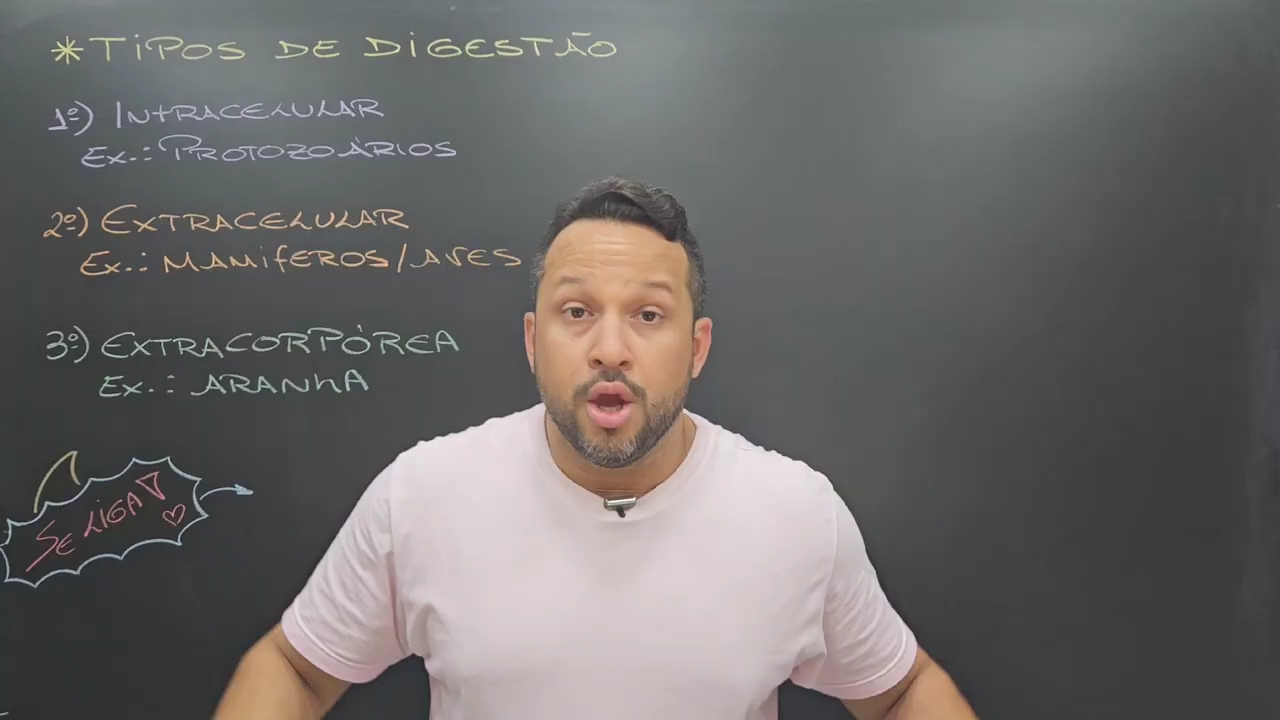 * TIPOS DE DIGESTÃO
1º) INTRACELULAR
EX.: PROTOZOÁRIOS
2º) EXTRACELULAR
EX.: MAMÍFEROS/AVES
3º) EXTRACORPÓREA
EX.: ARANHA
SE LIGA!